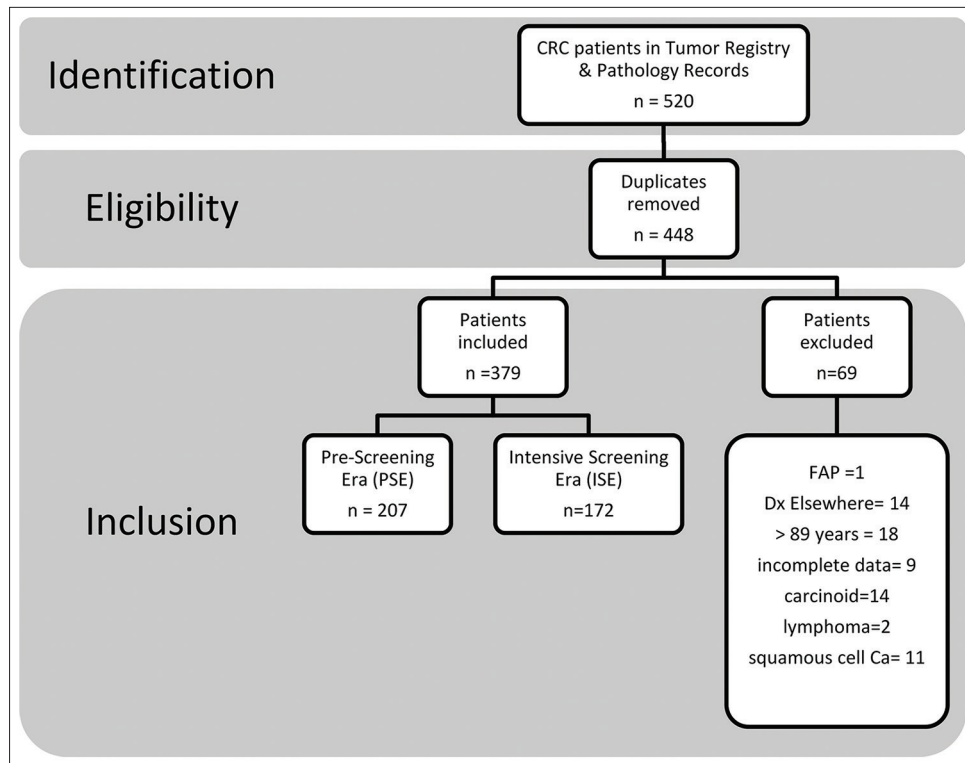 Identification
CRC patients in Tumor Registry
& Pathology Records
n = 520
Eligibility
Duplicates
removed
n = 448
Inclusion
Patients
included
n =379
Patients
excluded
n=69
Pre-Screening
Era (PSE)
n = 207
Intensive Screening
Era (ISE)
n=172
FAP =1
Dx Elsewhere= 14
> 89 years = 18
incomplete data= 9
carcinoid=14
lymphoma=2
squamous cell Ca= 11